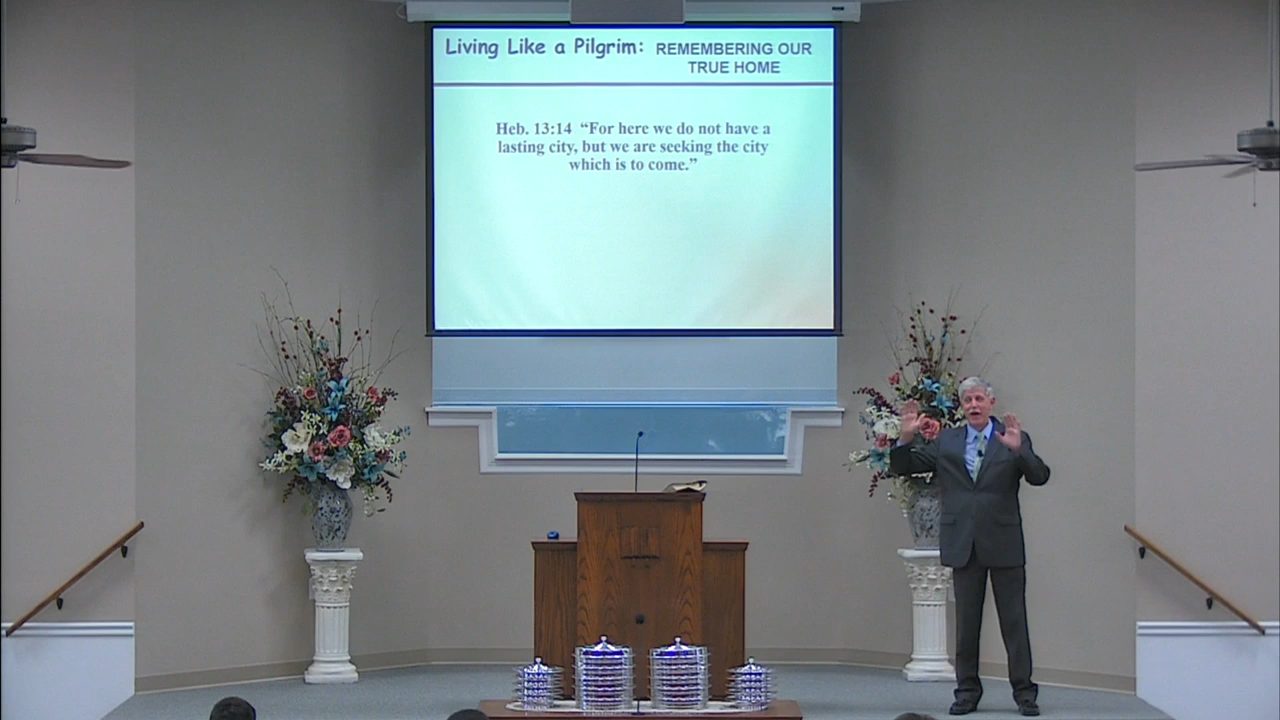 Living Like a Pilgrim: REMEMBERING OUR
TRUE HOME
Heb. 13:14 “For here we do not have a
lasting city, but we are seeking the city
which is to come.”